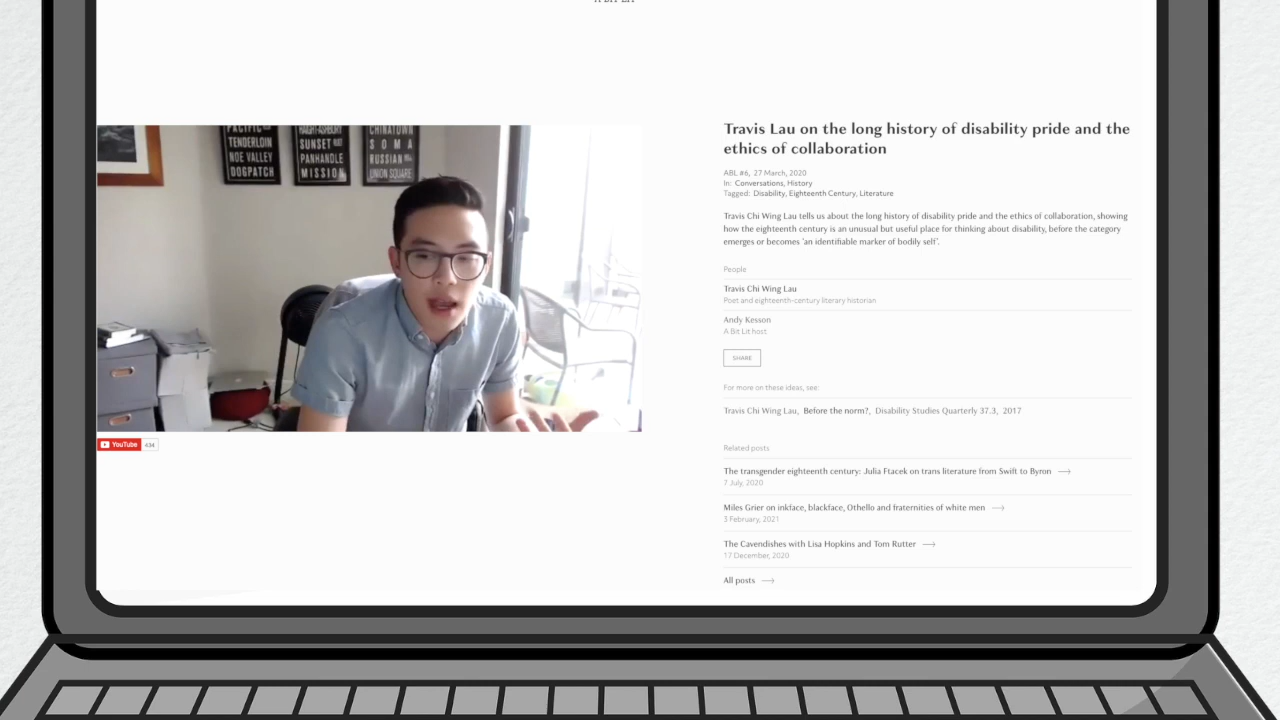 PACIFIC
TENDERLOIN
NOE VALLEY
DOGPATCH
HAIGHT-ASHBURY
SUNSET
PANHANDLE
MISSION
CHINATOWN
SOMA
RUSSIAN
UNION SQUARE
YouTube 434
Travis Lau on the long history of disability pride and the
ethics of collaboration
ABL #6, 27 March, 2020
In: Conversations, History
Tagged: Disability, Eighteenth Century, Literature
Travis Chi Wing Lau tells us about the long history of disability pride and the ethics of collaboration, showing
how the eighteenth century is an unusual but useful place for thinking about disability, before the category
emerges or becomes ‘an identifiable marker of bodily self’.
People
Travis Chi Wing Lau
Poet and eighteenth-century literary historian
Andy Kesson
A Bit Lit host
SHARE
For more on these ideas, see:
Travis Chi Wing Lau, Before the norm?, Disability Studies Quarterly 37.3, 2017
Related posts
The transgender eighteenth century: Julia Ftacek on trans literature from Swift to Byron →
7 July, 2020
Miles Grier on inkface, blackface, Othello and fraternities of white men →
3 February, 2021
The Cavendishes with Lisa Hopkins and Tom Rutter →
17 December, 2020
All posts →